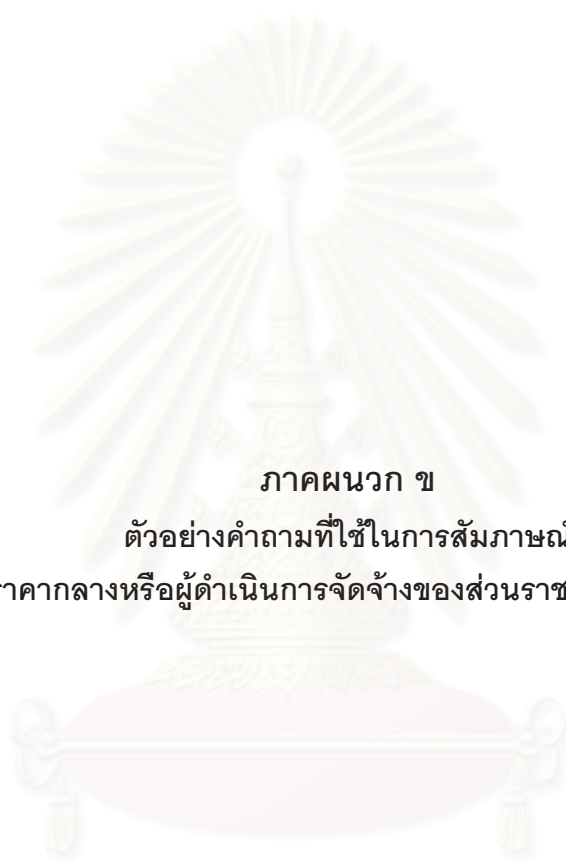 ภาคผนวก ข
ตัวอย่างคำถามที่ใช้ในการสัมภาษณ์
ราคากลางหรือผู้ดำเนินการจัดจ้างของส่วนราช